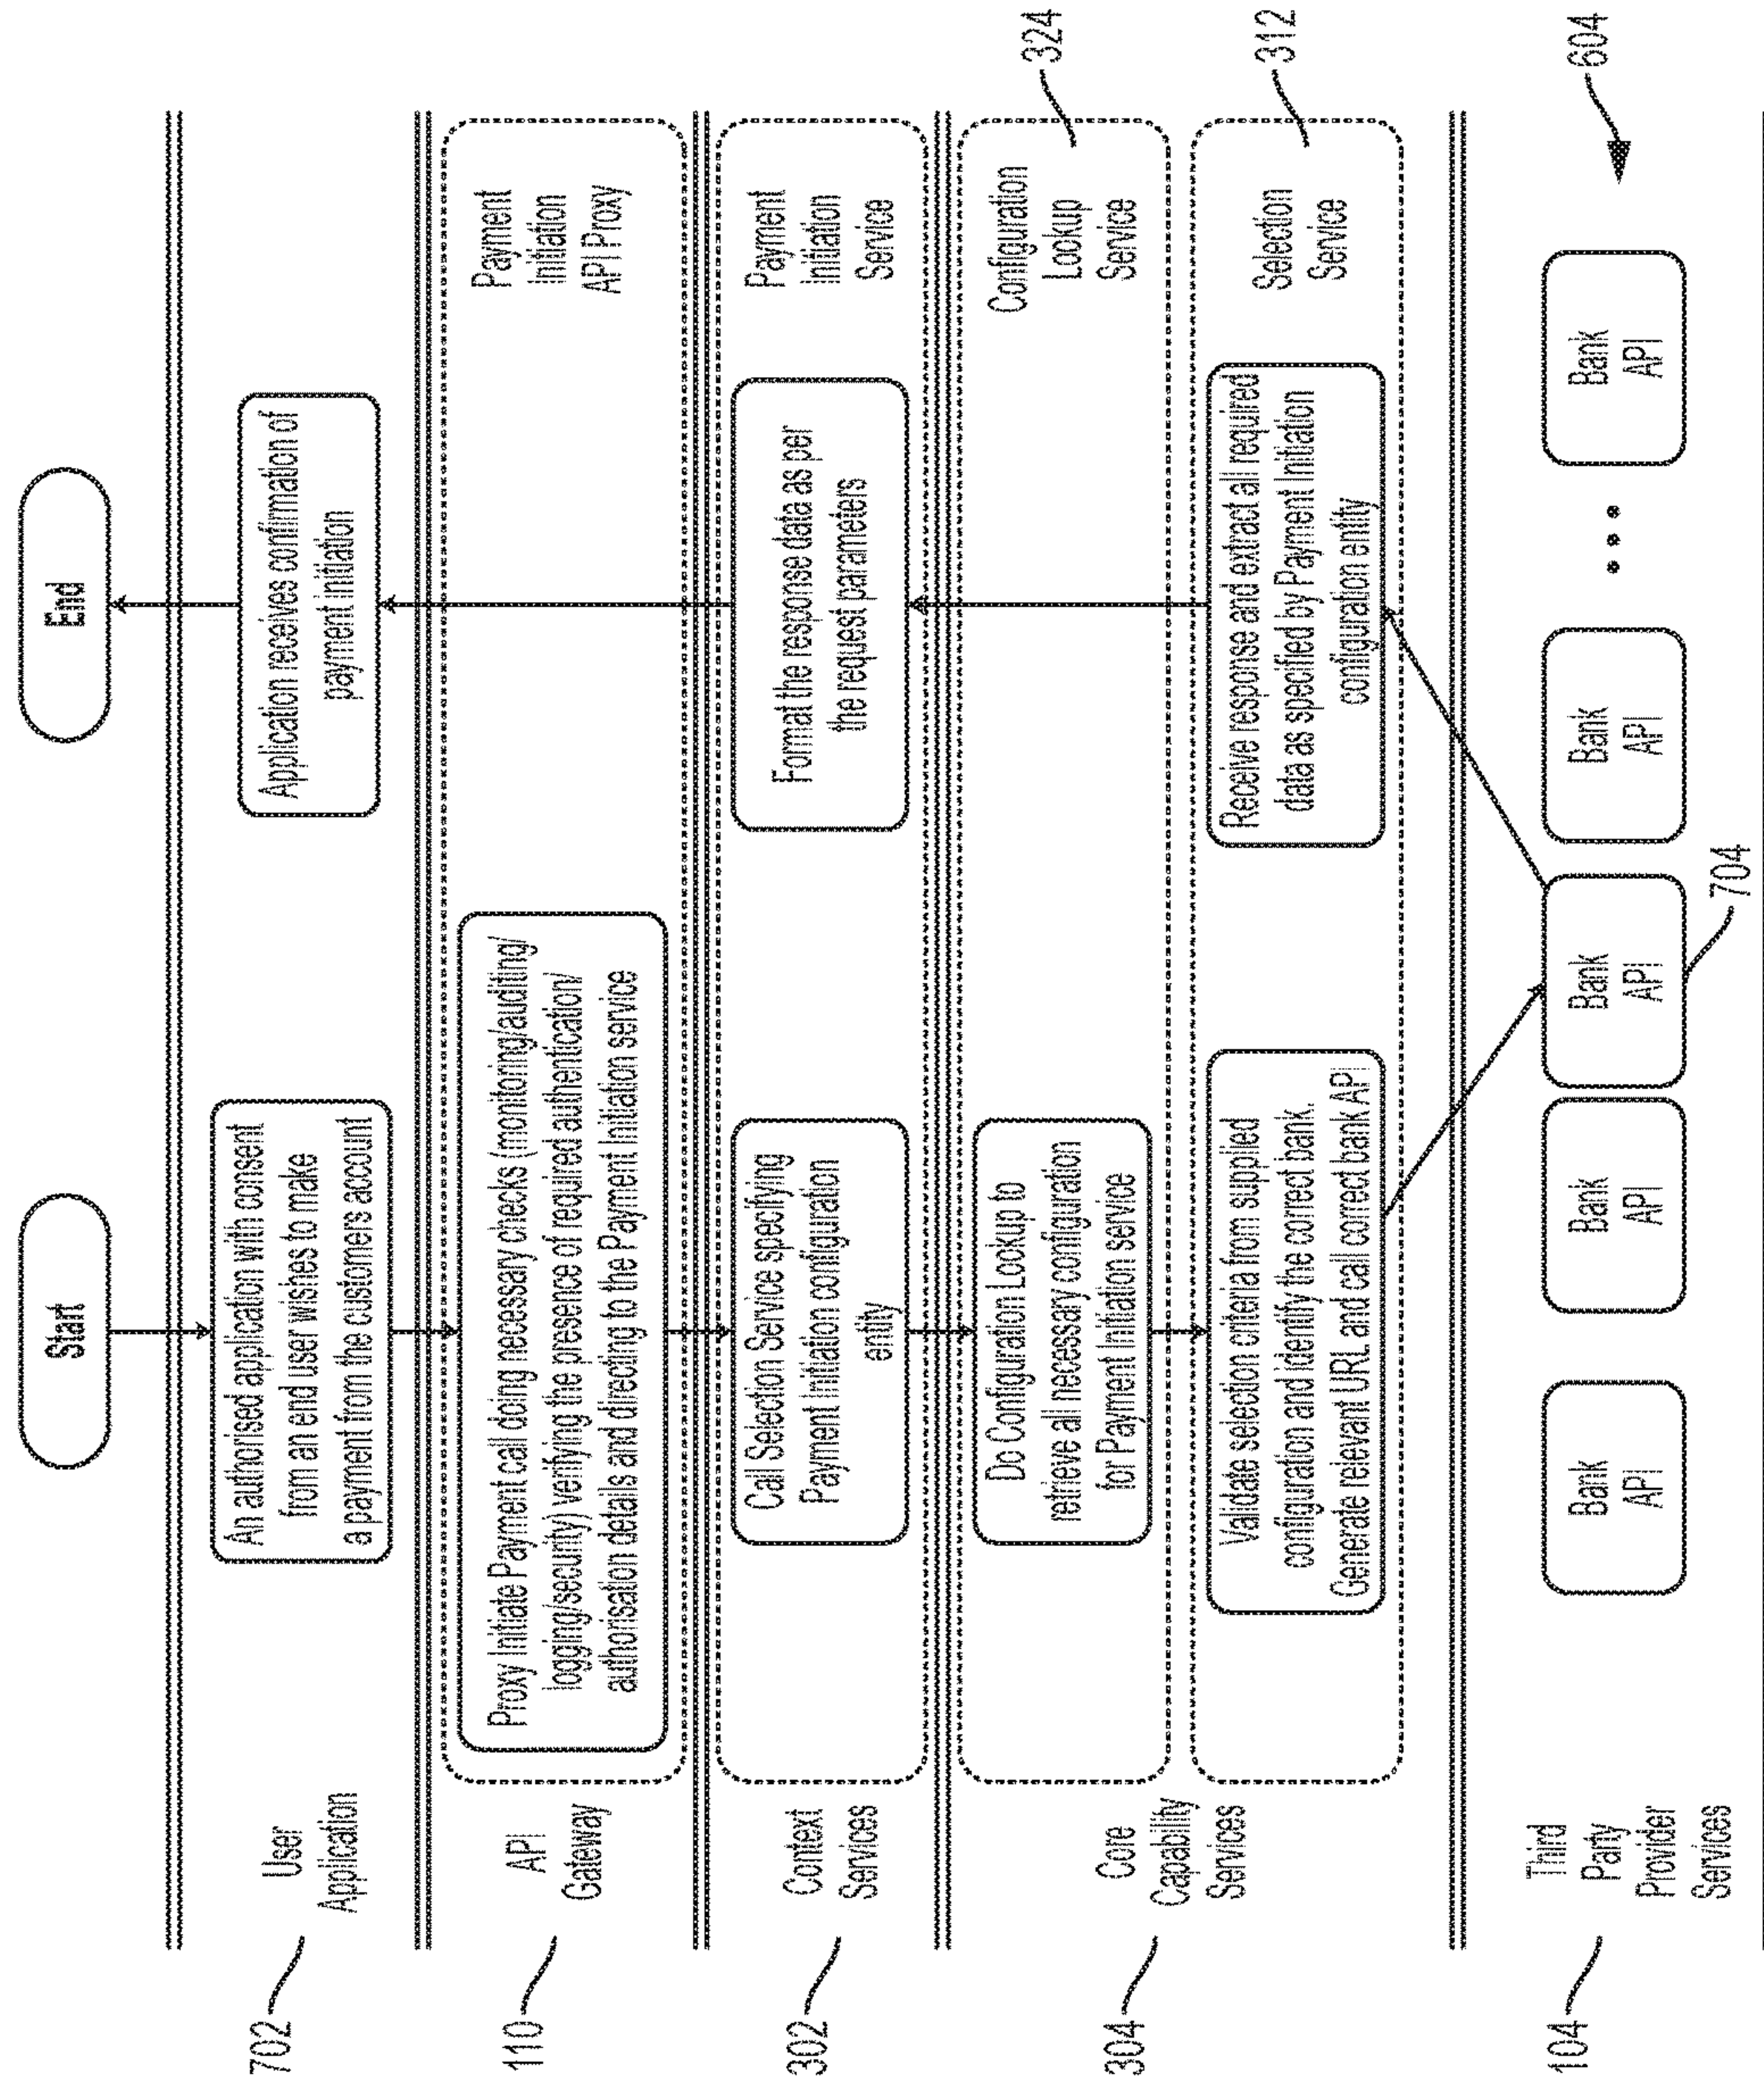 Start
End
702
User
Application
An authorised application with consent
from an end user wishes to make
a payment from the customers account
Application receives confirmation of
payment initiation
110
API
Gateway
Proxy Initiate Payment call doing necessary checks (monitoring/auditing/
logging/security) verifying the presence of required authentication/
authorisation details and directing to the Payment Initiation service
Payment
Initiation
API Proxy
302
Context
Services
Call Selection Service specifying
Payment Initiation configuration
entity
Format the response data as per
the request parameters
Payment
Initiation
Service
304
Core
Capability
Services
Do Configuration Lookup to
retrieve all necessary configuration
for Payment Initiation service
Configuration
Lookup
Service
324
Validate selection criteria from supplied
configuration and identify the correct bank.
Generate relevant URL and call correct bank API
Receive response and extract all required
data as specified by Payment Initiation
configuration entity
Selection
Service
312
104
Third
Party
Provider
Services
Bank
API
Bank
API
Bank
API
704
Bank
API
• • •
Bank
API
604